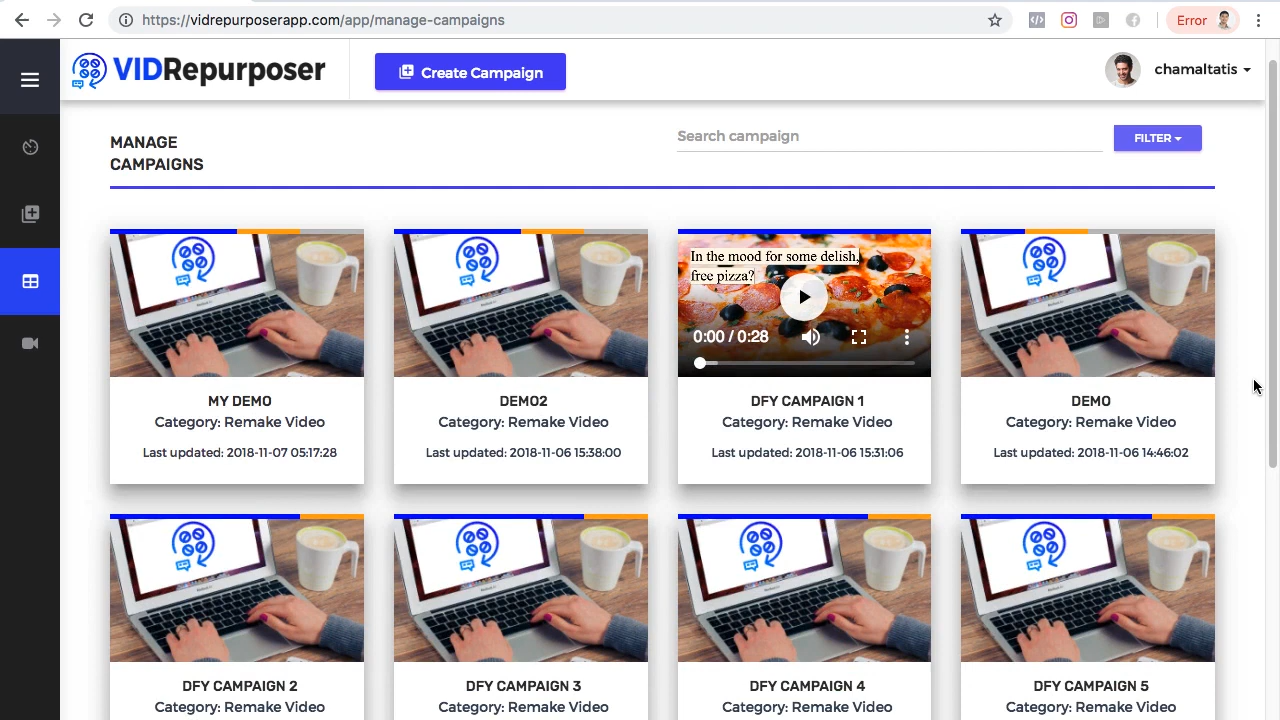 https://vidrepurposerapp.com/app/manage-campaigns
Error
VIDRepurposer
Create Campaign
chamaltatis
MANAGE
CAMPAIGNS
Search campaign
FILTER
In the mood for some delish,
free pizza?
0:00 / 0:28
MY DEMO
Category: Remake Video
Last updated: 2018-11-07 05:17:28
DEMO2
Category: Remake Video
Last updated: 2018-11-06 15:38:00
DFY CAMPAIGN 1
Category: Remake Video
Last updated: 2018-11-06 15:31:06
DEMO
Category: Remake Video
Last updated: 2018-11-06 14:46:02
DFY CAMPAIGN 2
Category: Remake Video
DFY CAMPAIGN 3
Category: Remake Video
DFY CAMPAIGN 4
Category: Remake Video
DFY CAMPAIGN 5
Category: Remake Video